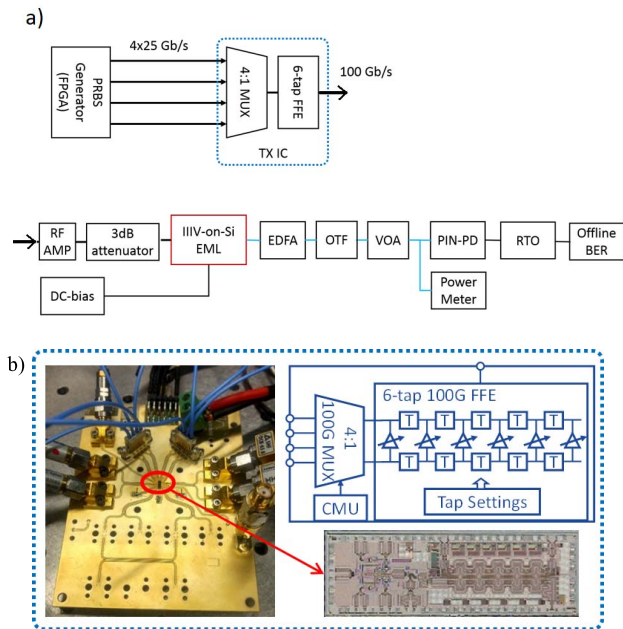 a)
4x25 Gb/s
PRBS
Generator
(FPGA)
4:1 MUX
6-tap
FFE
100 Gb/s
TX IC
RF
AMP
3dB
attenuator
IIIV-on-Si
EML
EDFA
OTF
VOA
PIN-PD
RTO
Offline
BER
DC-bias
Power
Meter
b)
6-tap 100G FFE
4:1
100G MUX
T T T T T
T T T T T
CMU
Tap Settings